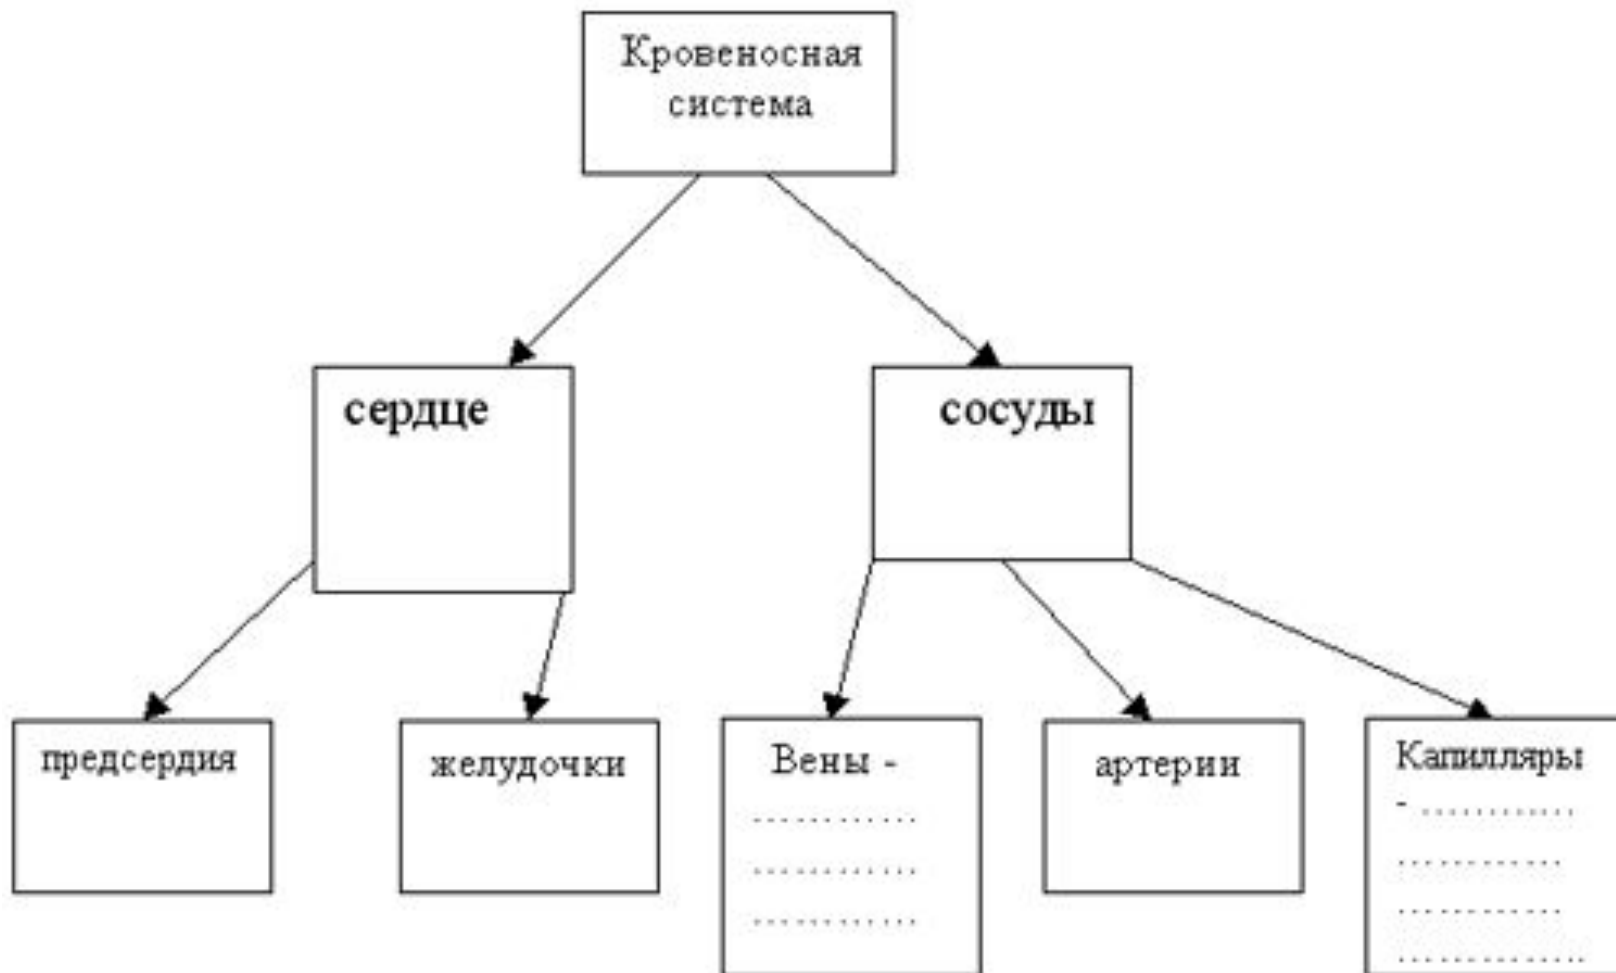 Кровеносная
система
сердце
сосуды
предсердия
желудочки
Вены -
...........
...........
...........
артерии
Капилляры
- ...........
...........
...........
.............